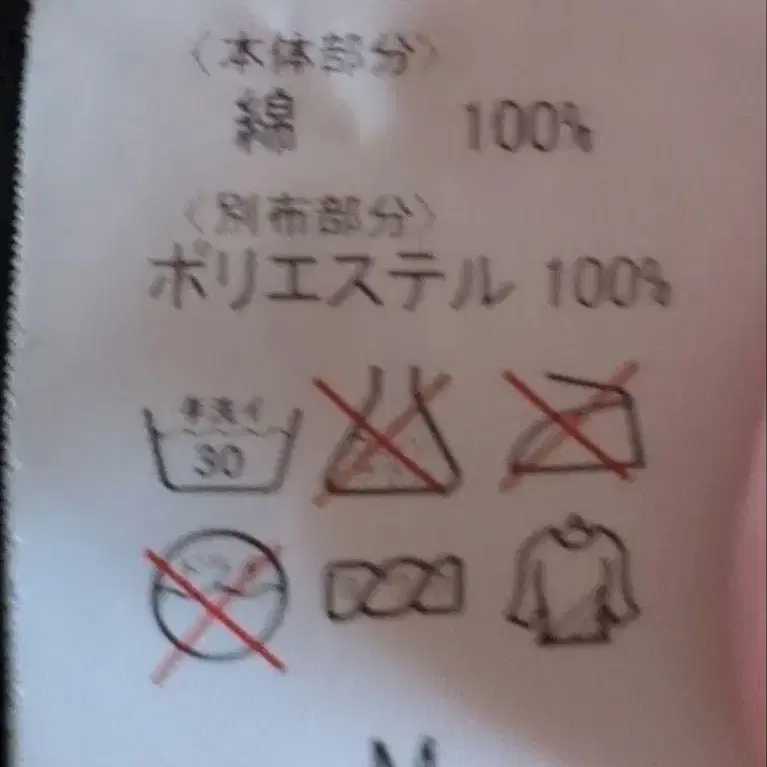 〈本体部分〉
綿 100%
〈別布部分〉
ポリエステル 100%
手洗イ
30
M